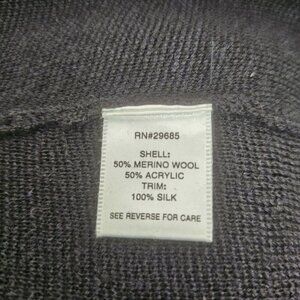 RN#29685
SHELL:
50% MERINO WOOL
50% ACRYLIC
TRIM:
100% SILK
SEE REVERSE FOR CARE